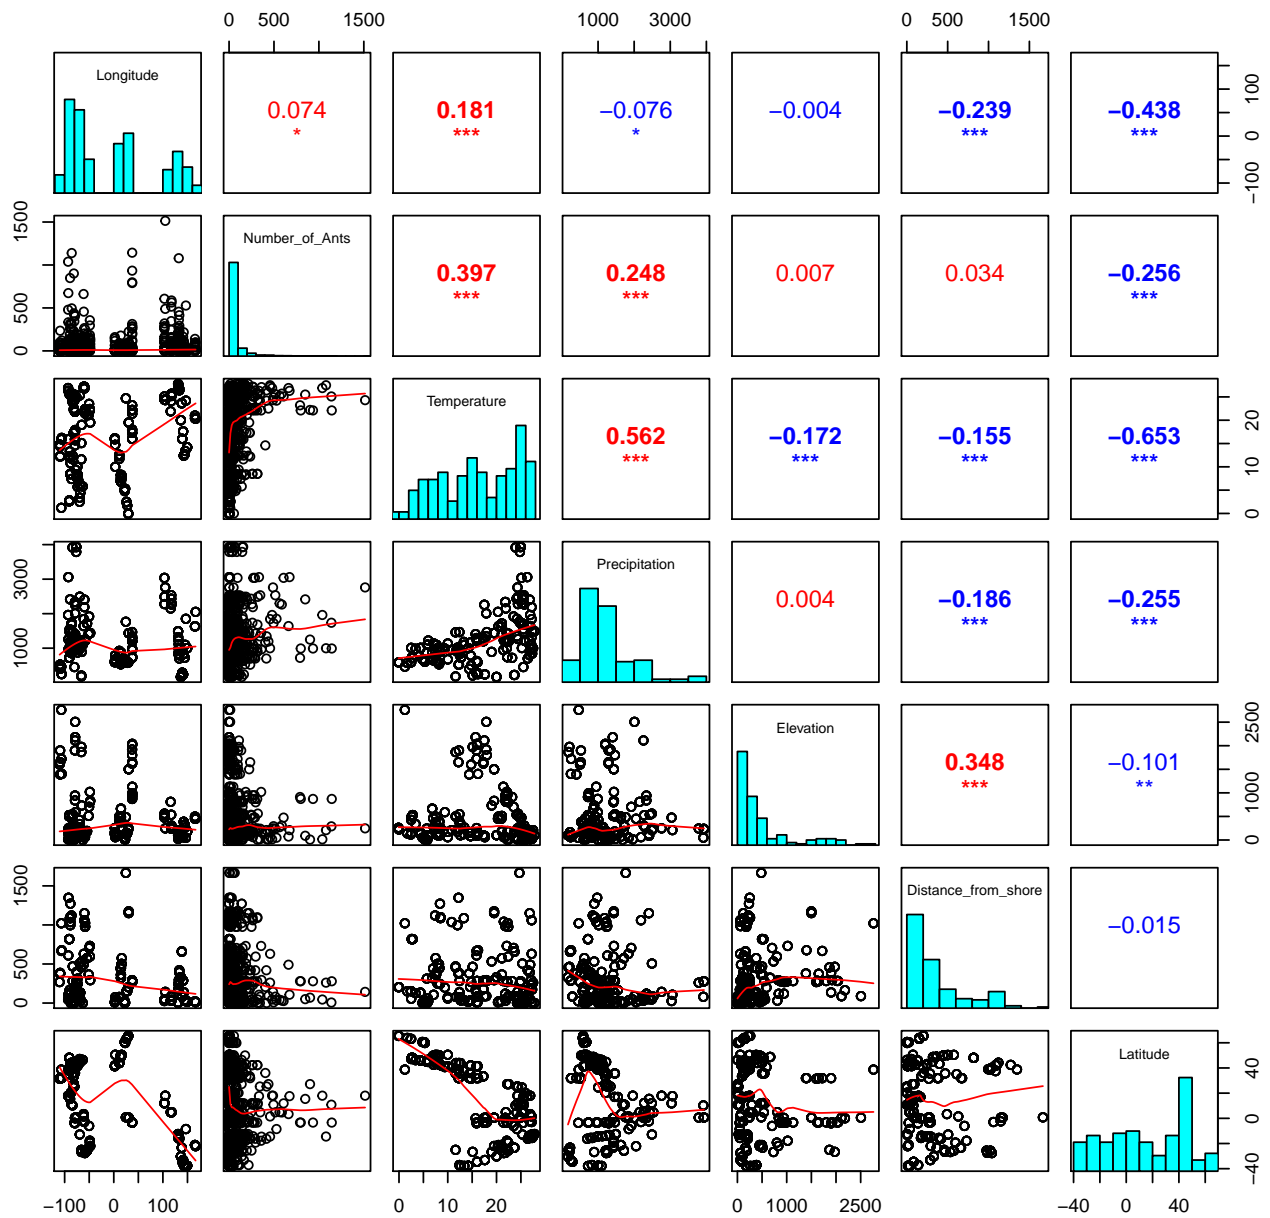 0 500 1500
1000 3000
0 500 1500
Longitude
0.074
*
0.181
***
−0.076
*
−0.004
−0.239
***
−0.438
***
−100 0 100
0 500 1500
Number_of_Ants
0.397
***
0.248
***
0.007
0.034
−0.256
***
Temperature
0.562
***
−0.172
***
−0.155
***
−0.653
***
0 10 20
1000 3000
Precipitation
0.004
−0.186
***
−0.255
***
Elevation
0.348
***
−0.101
**
0 1000 2500
0 500 1500
Distance_from_shore
−0.015
Latitude
−40 0 40
−100 0 100
0 10 20
0 1000 2500
−40 0 40